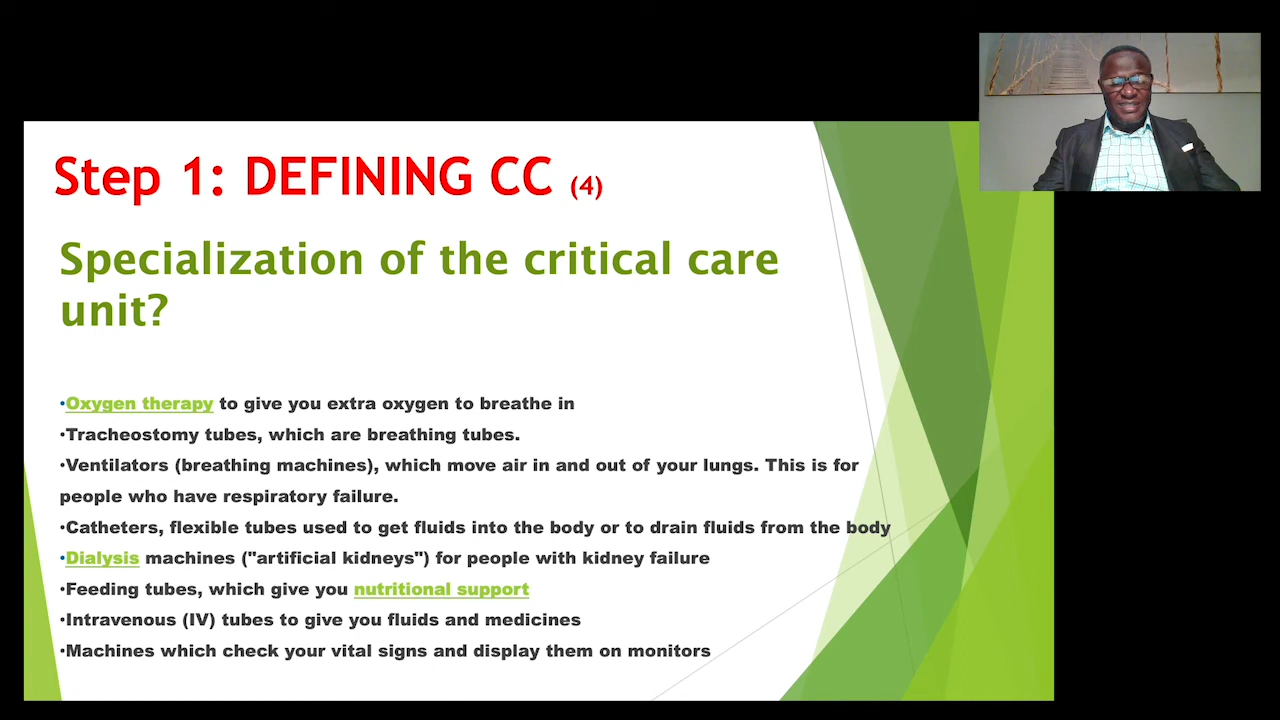 Step 1: DEFINING CC (4)
Specialization of the critical care
unit?
•Oxygen therapy to give you extra oxygen to breathe in
•Tracheostomy tubes, which are breathing tubes.
•Ventilators (breathing machines), which move air in and out of your lungs. This is for
people who have respiratory failure.
•Catheters, flexible tubes used to get fluids into the body or to drain fluids from the body
•Dialysis machines ("artificial kidneys") for people with kidney failure
•Feeding tubes, which give you nutritional support
•Intravenous (IV) tubes to give you fluids and medicines
•Machines which check your vital signs and display them on monitors